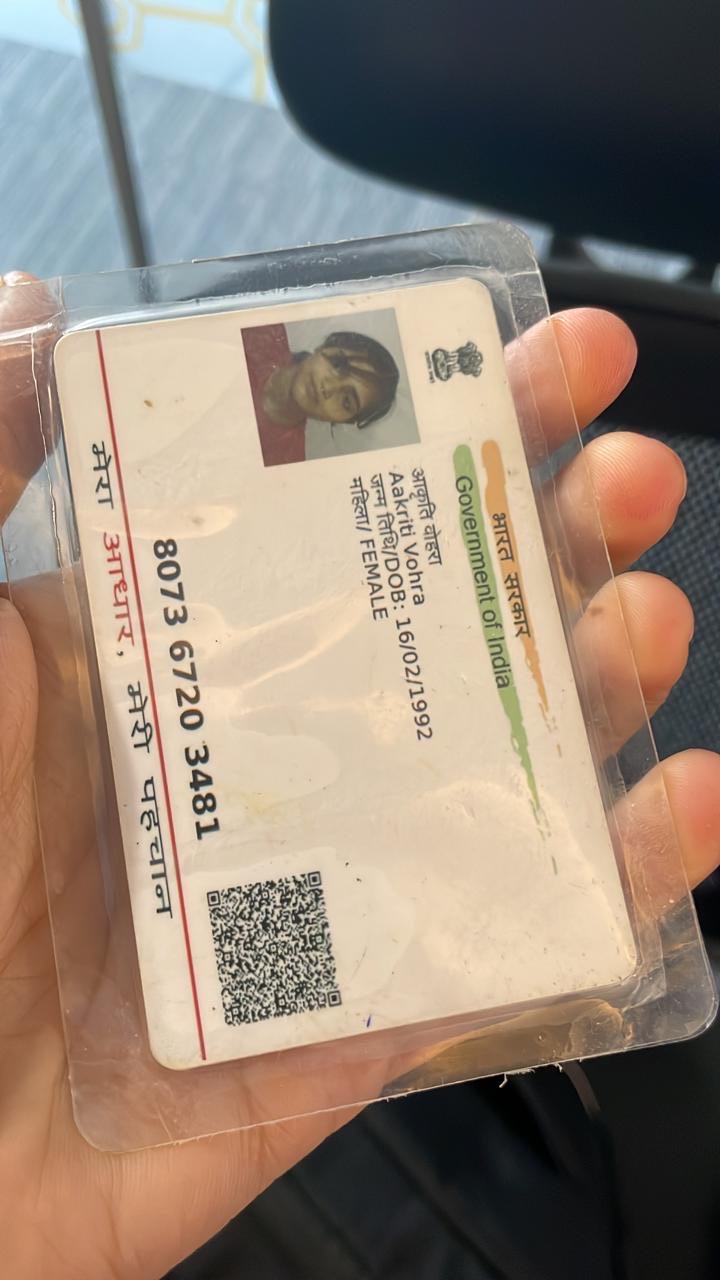 भारत सरकार
Government of India
आकृति वोहरा
Aakriti Vohra
जन्म तिथि/DOB: 16/02/1992
महिला/ FEMALE
8073 6720 3481
मेरा आधार, मेरी पहचान